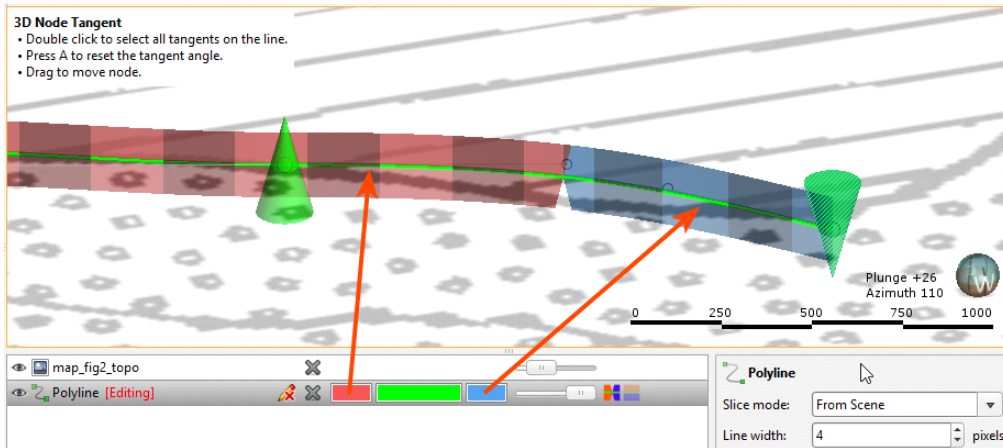 3D Node Tangent
• Double click to select all tangents on the line.
• Press A to reset the tangent angle.
• Drag to move node.
Plunge +26
Azimuth 110
W
0 250 500 750 1000
map_fig2_topo
Polyline [Editing]
Polyline
Slice mode: From Scene
Line width: 4 pixels